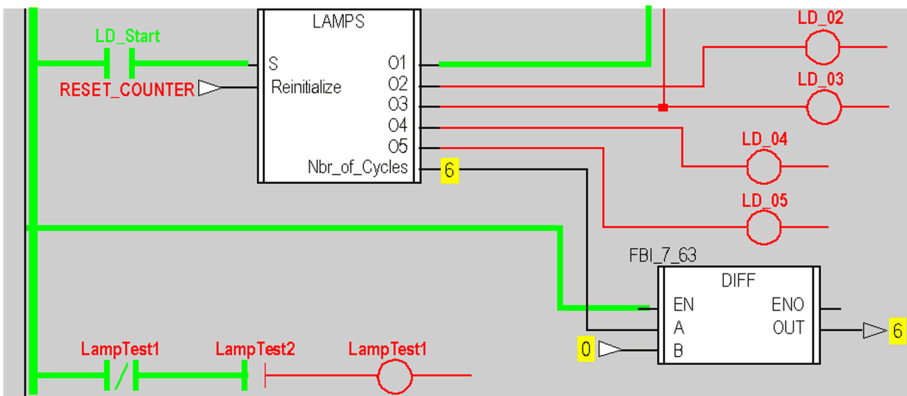 LAMPS
LD_02
LD_Start
S
O1
RESET_COUNTER
Reinitialize
O2
LD_03
O3
O4
LD_04
O5
Nbr_of_Cycles
6
LD_05
FBI_7_63
DIFF
EN
ENO
A
OUT
6
0
B
LampTest1
LampTest2
LampTest1